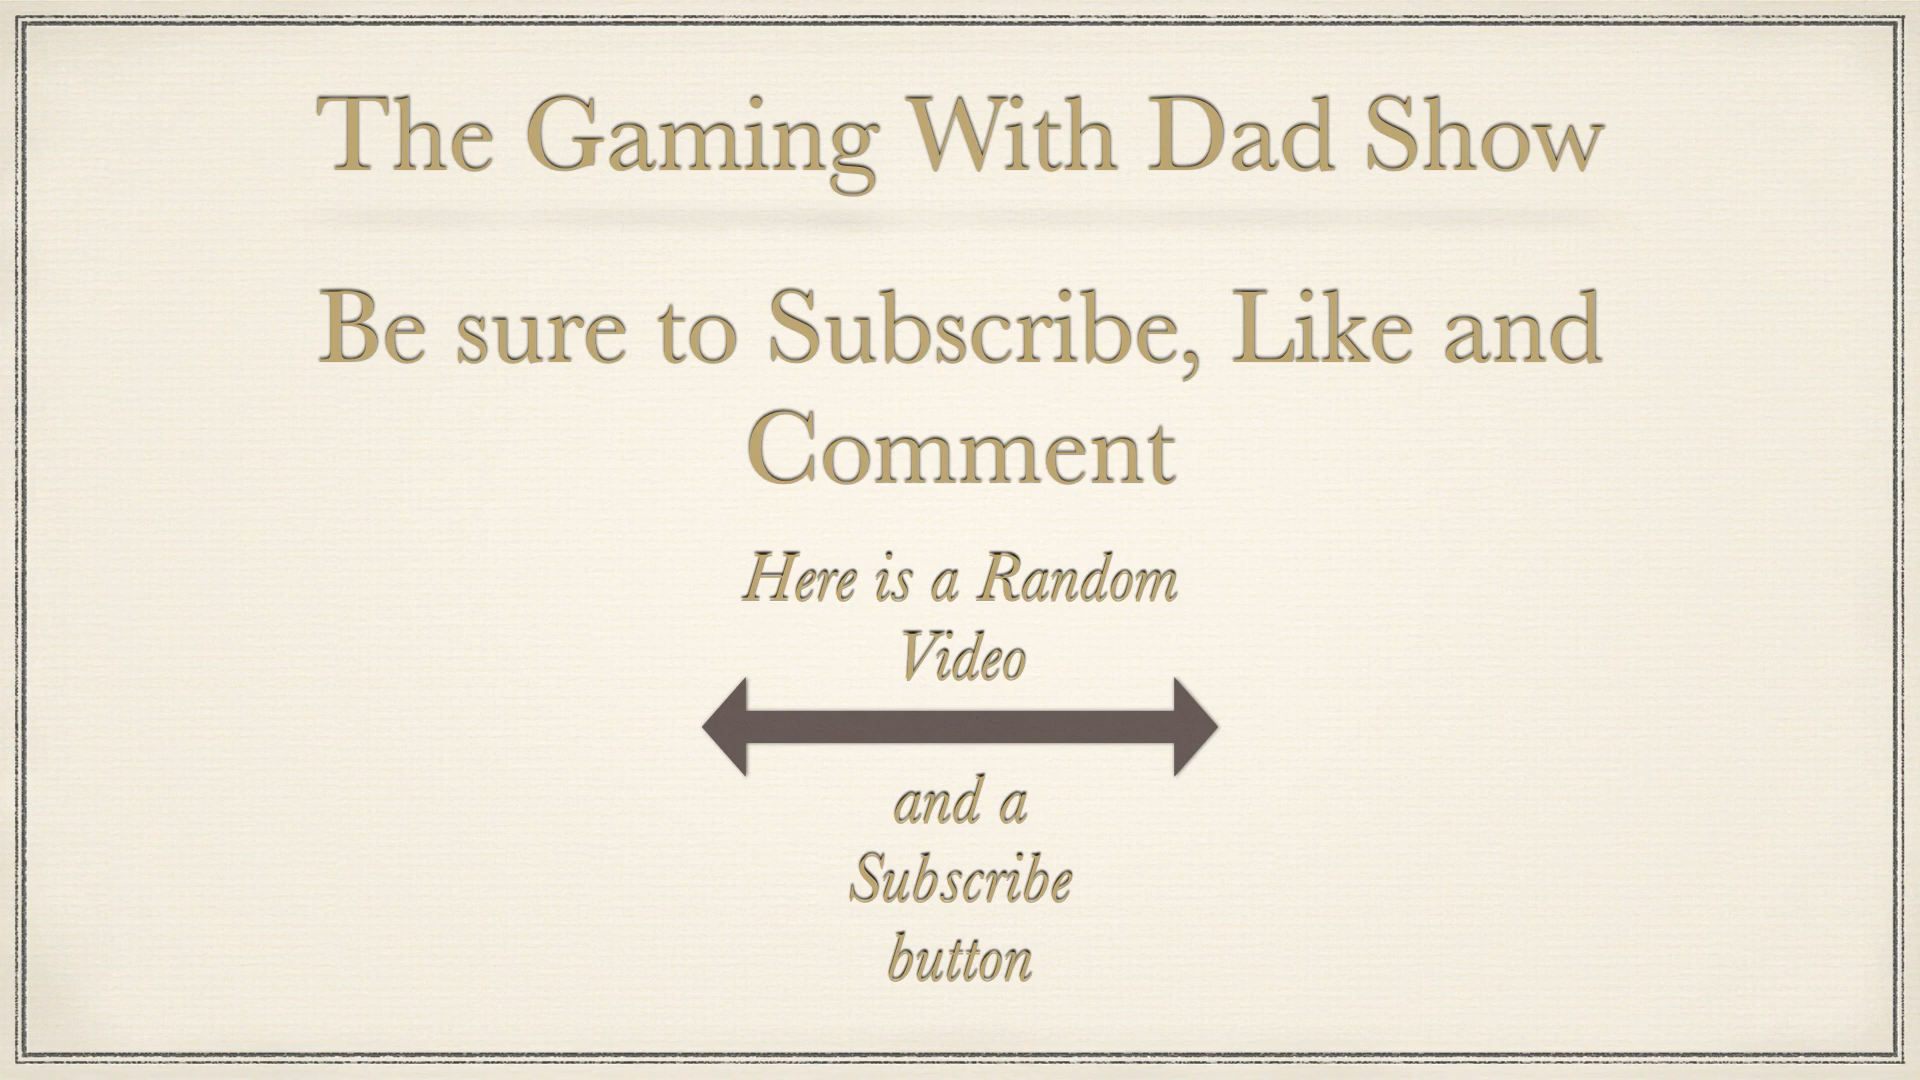 The Gaming With Dad Show
Be sure to Subscribe, Like and
Comment
Here is a Random
Video
and a
Subscribe
button